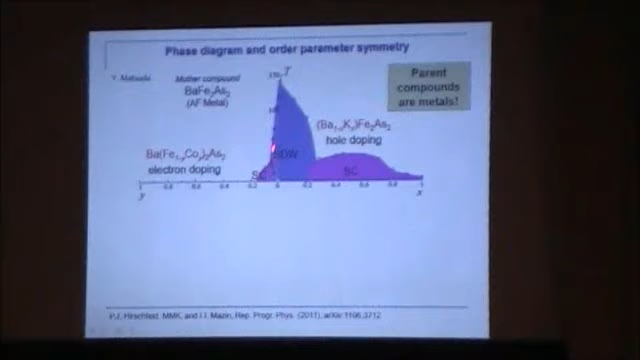 Phase diagram and order parameter symmetry
Y. Matsuda
Mother compound
BaFe2As2
(AF Metal)
T
Parent
compounds
are metals!
(Ba1-xKx)Fe2As2
hole doping
Ba(Fe1-yCoy)2As2
electron doping
SDW
SC
SC
y
x
P.J. Hirschfeld, MMK, and I.I. Mazin, Rep. Progr. Phys. (2011), arXiv:1106.3712